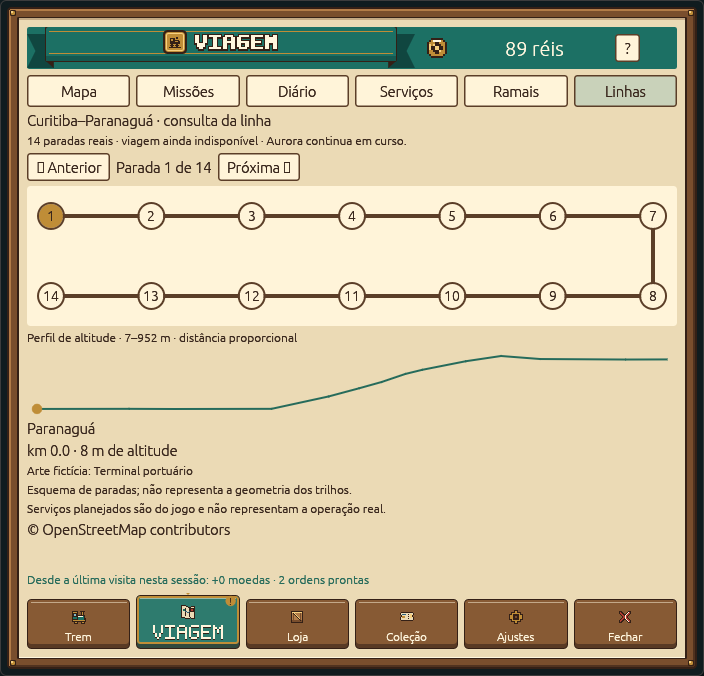 VIAGEM
89 réis
?
Mapa
Missões
Diário
Serviços
Ramais
Linhas
Curitiba–Paranaguá · consulta da linha
14 paradas reais · viagem ainda indisponível · Aurora continua em curso.
Anterior
Parada 1 de 14
Próxima
1
2
3
4
5
6
7
14
13
12
11
10
9
8
Perfil de altitude · 7–952 m · distância proporcional
Paranaguá
km 0.0 · 8 m de altitude
Arte fictícia: Terminal portuário
Esquema de paradas; não representa a geometria dos trilhos.
Serviços planejados são do jogo e não representam a operação real.
© OpenStreetMap contributors
Desde a última visita nesta sessão: +0 moedas · 2 ordens prontas
Trem
VIAGEM
!
Loja
Coleção
Ajustes
Fechar